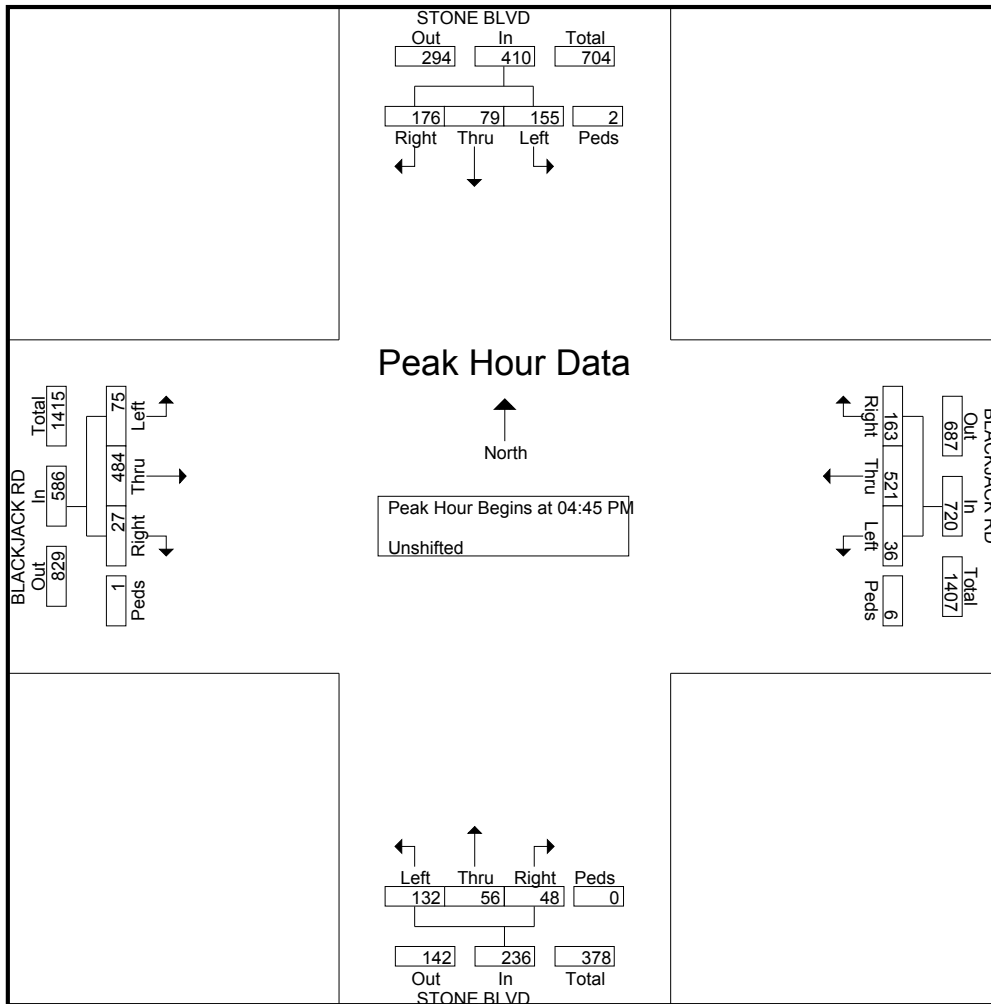 STONE BLVD
Out In Total
294 410 704
176 79 155 2
Right Thru Left Peds
Peak Hour Data
North
Peak Hour Begins at 04:45 PM
Unshifted
BLACKJACK RD
Total In Out
1415 586 829
75 484 27 1
Left Thru Right Peds
BLACKJACK RD
Out In Total
687 720 1407
163 521 36 6
Right Thru Left Peds
Left Thru Right Peds
132 56 48 0
142 236 378
Out In Total
STONE BLVD